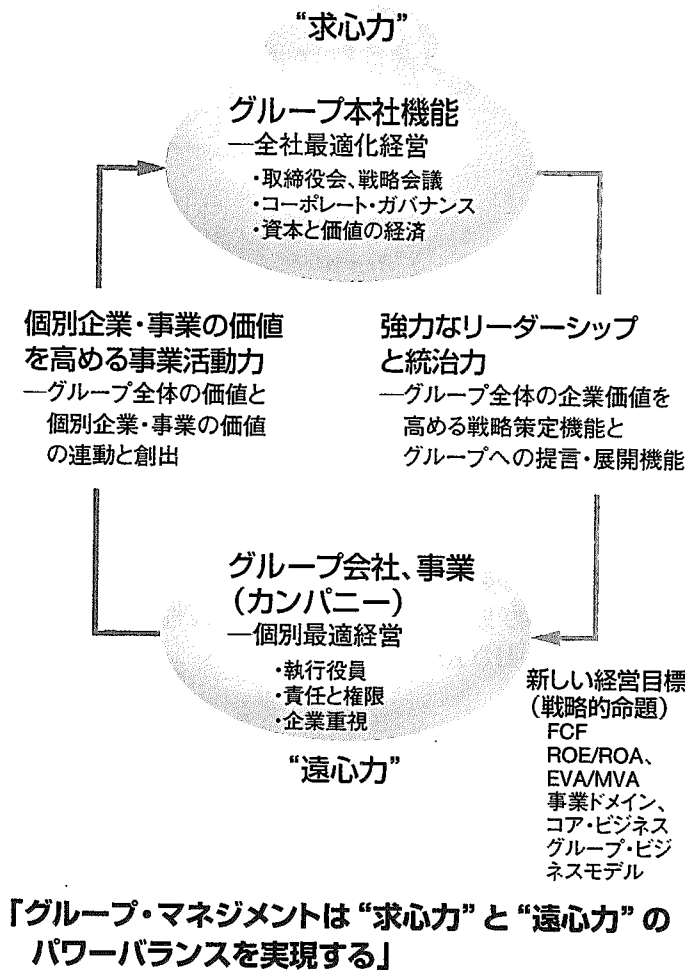 “求心力”
グループ本社機能
―全社最適化経営
・取締役会、戦略会議
・コーポレート・ガバナンス
・資本と価値の経済
個別企業・事業の価値
を高める事業活動力
―グループ全体の価値と
個別企業・事業の価値
の連動と創出
強力なリーダーシップ
と統治力
―グループ全体の企業価値を
高める戦略策定機能と
グループへの提言・展開機能
グループ会社、事業
（カンパニー）
―個別最適経営
・執行役員
・責任と権限
・企業重視
“遠心力”
新しい経営目標
（戦略的命題）
FCF
ROE/ROA、
EVA/MVA
事業ドメイン、
コア・ビジネス
グループ・ビジ
ネスモデル
「グループ・マネジメントは“求心力”と“遠心力”の
パワーバランスを実現する」